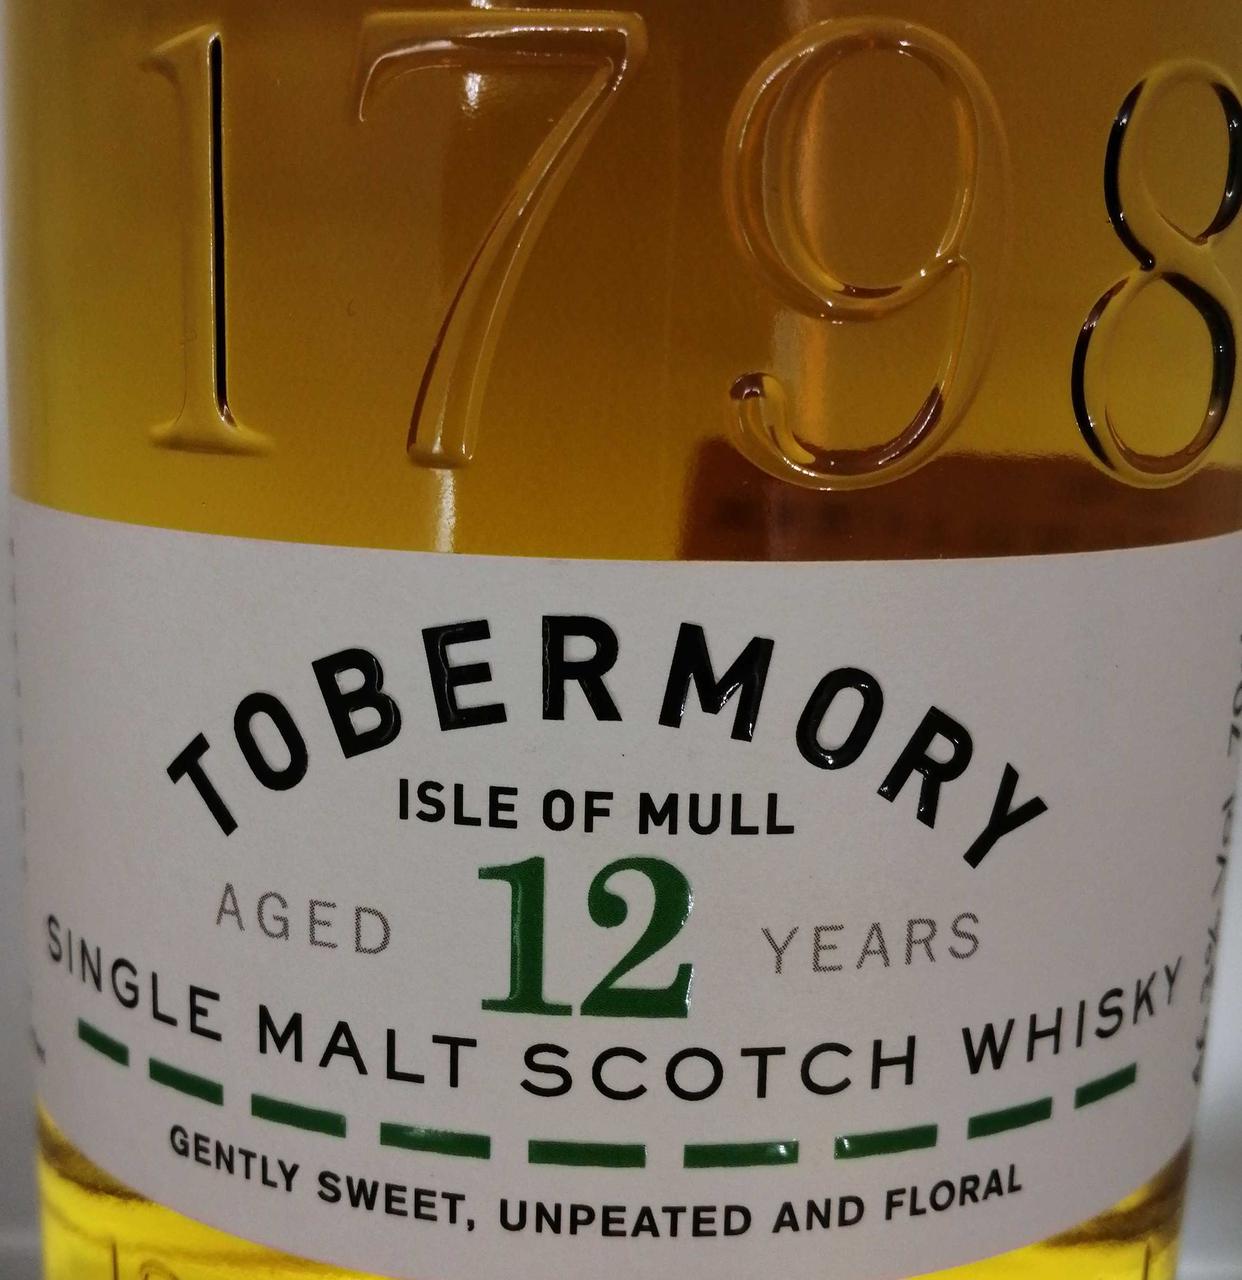 1798
TOBERMORY
ISLE OF MULL
AGED 12 YEARS
SINGLE MALT SCOTCH WHISKY
GENTLY SWEET, UNPEATED AND FLORAL